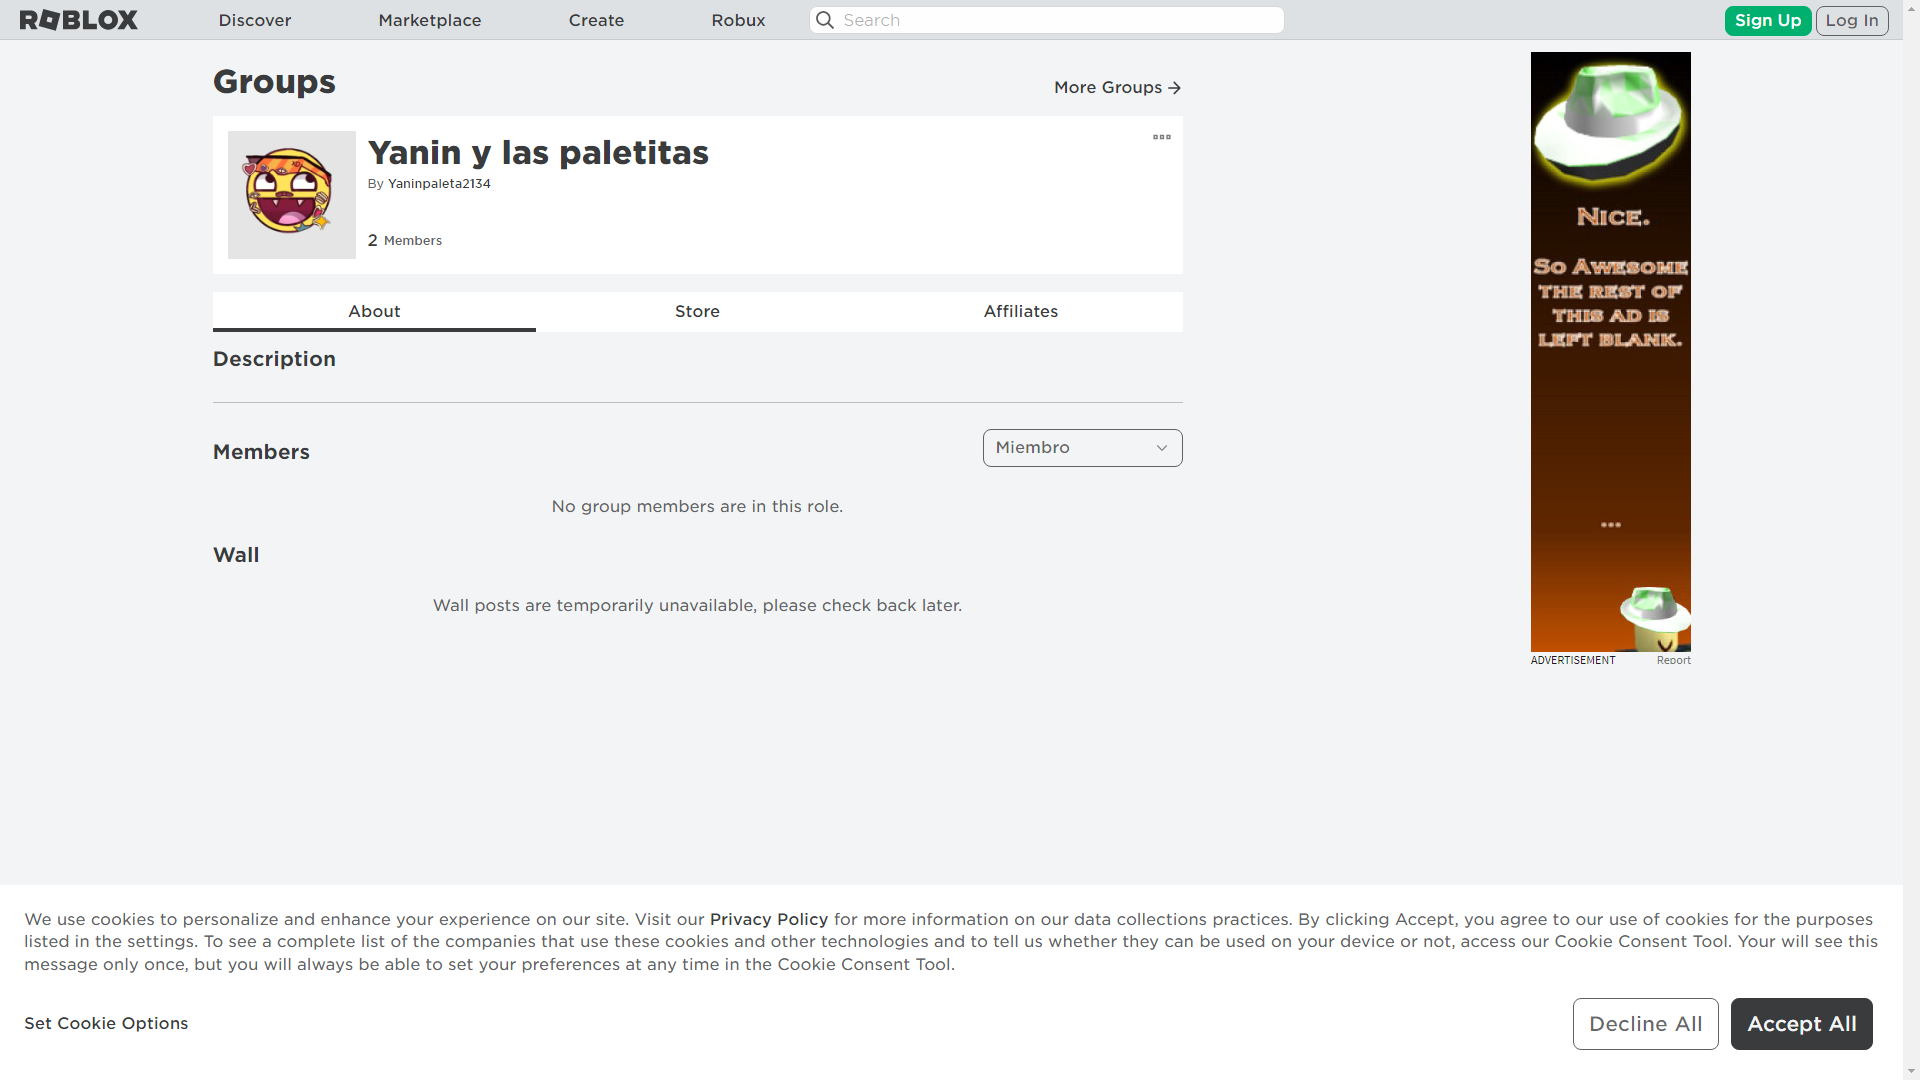 ROBLOX
Discover
Marketplace
Create
Robux
Search
Sign Up
Log In
Groups
More Groups
Yanin y las paletitas
By Yaninpaleta2134
2 Members
About
Store
Affiliates
Description
Members
Miembro
No group members are in this role.
Wall
Wall posts are temporarily unavailable, please check back later.
Nice.
So Awesome
the rest of
this ad is
left blank.
...
ADVERTISEMENT
Report
We use cookies to personalize and enhance your experience on our site. Visit our Privacy Policy for more information on our data collections practices. By clicking Accept, you agree to our use of cookies for the purposes
listed in the settings. To see a complete list of the companies that use these cookies and other technologies and to tell us whether they can be used on your device or not, access our Cookie Consent Tool. Your will see this
message only once, but you will always be able to set your preferences at any time in the Cookie Consent Tool.
Set Cookie Options
Decline All
Accept All